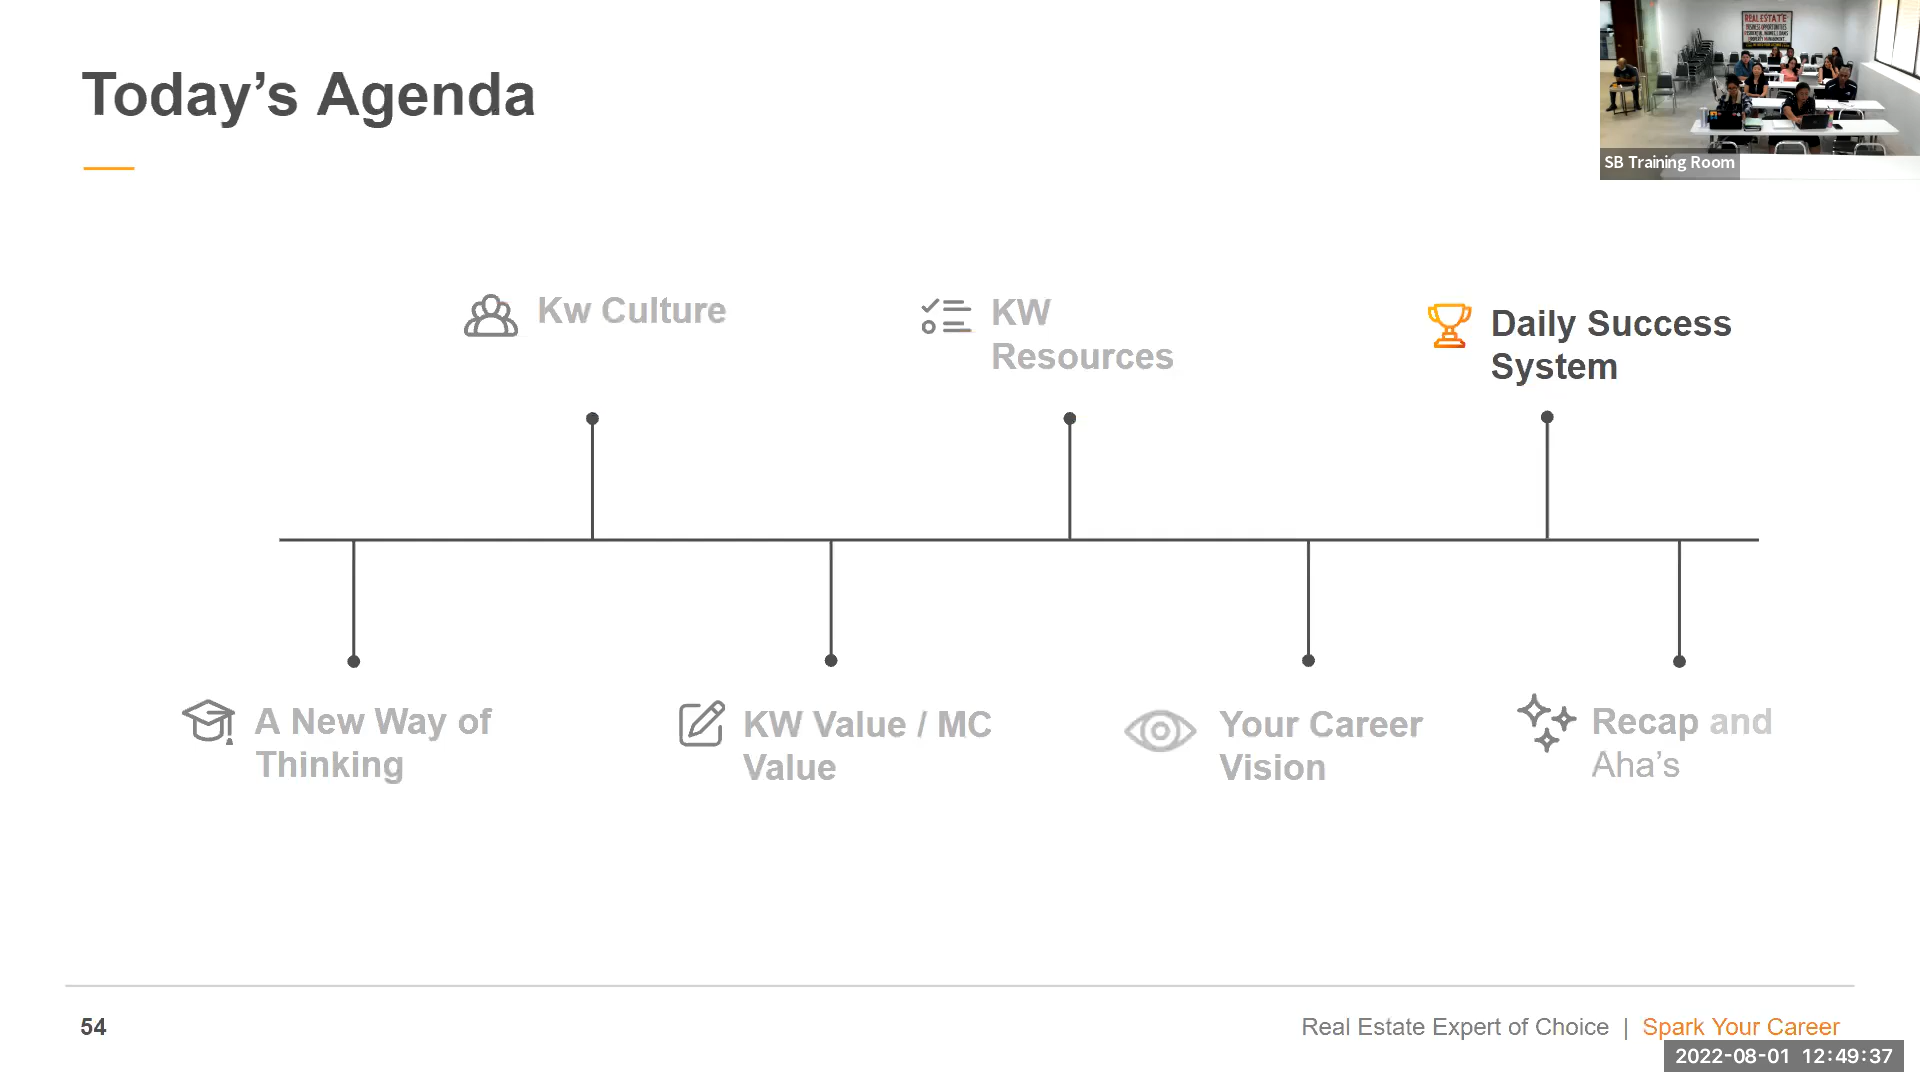 Today’s Agenda
REAL ESTATE
SB Training Room
Kw Culture
KW
Resources
Daily Success
System
A New Way of
Thinking
KW Value / MC
Value
Your Career
Vision
Recap and
Aha’s
54
Real Estate Expert of Choice | Spark Your Career
2022-08-01 12:49:37